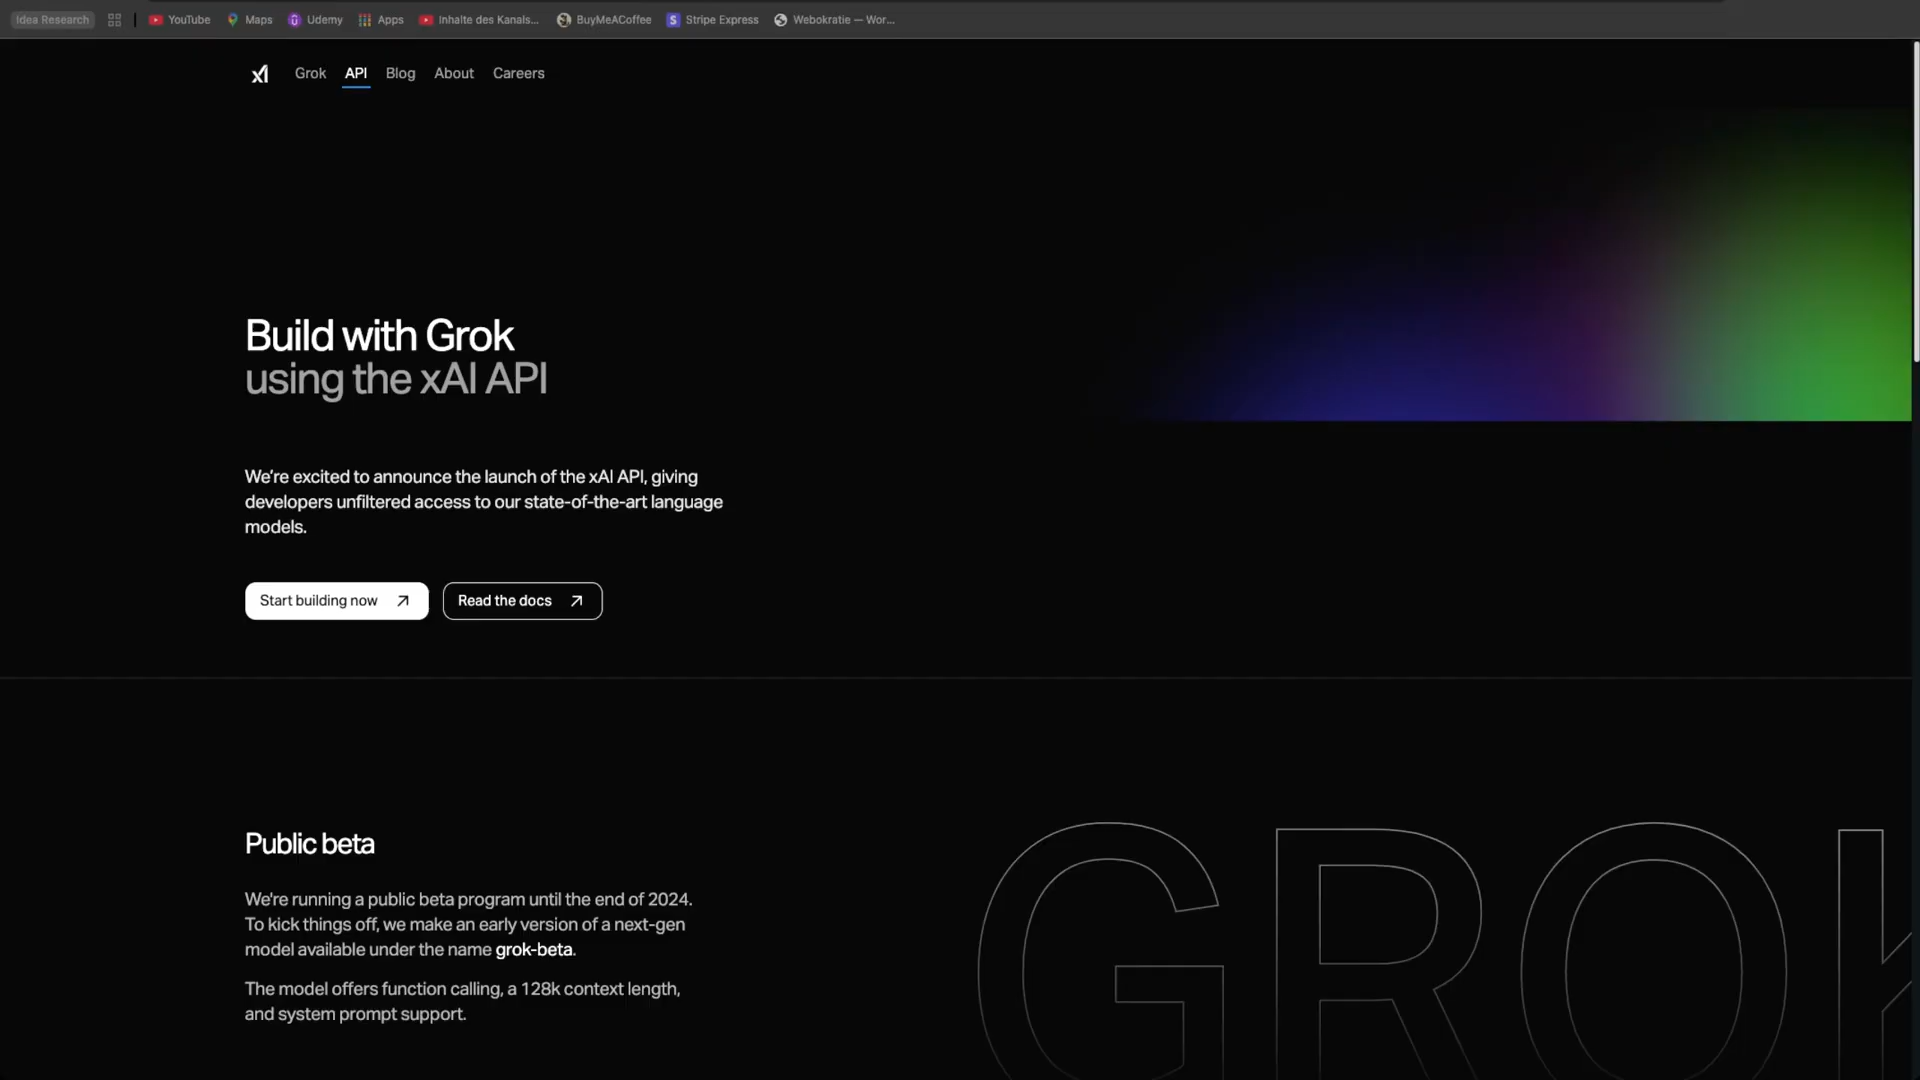 Idea Research YouTube Maps Udemy Apps Inhalte des Kanals... BuyMeACoffee Stripe Express Webokratie — Wor...
xAI Grok API Blog About Careers
Build with Grok
using the xAI API
We're excited to announce the launch of the xAI API, giving
developers unfiltered access to our state-of-the-art language
models.
Start building now Read the docs
Public beta
We're running a public beta program until the end of 2024.
To kick things off, we make an early version of a next-gen
model available under the name grok-beta.
The model offers function calling, a 128k context length,
and system prompt support.
GROK